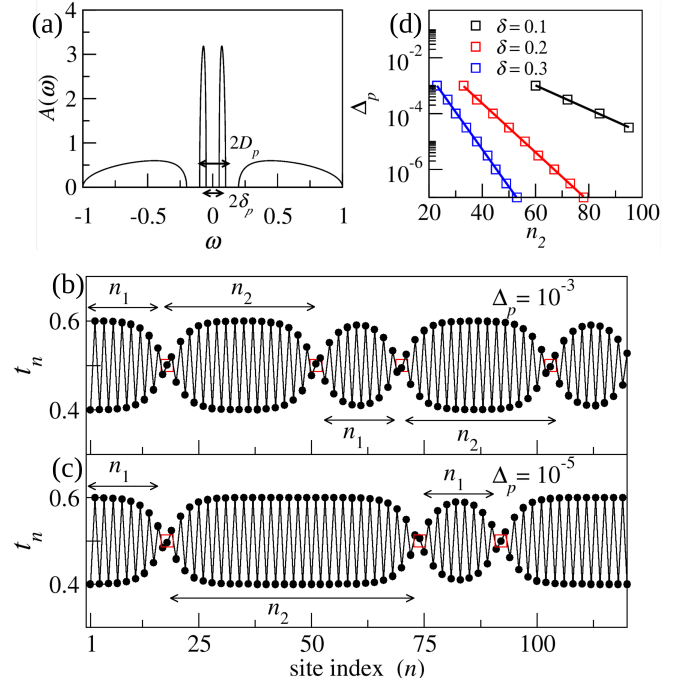 (a)
4
3
2
1
0
A(ω)
2D_p
2δ_p
-1 -0.5 0 0.5 1
ω
(d)
δ = 0.1
δ = 0.2
δ = 0.3
Δ_p
10^-2
10^-4
10^-6
20 40 60 80 100
n_2
(b)
n_1 n_2 Δ_p = 10^-3
0.6
t_n
0.4
n_1 n_2
(c)
n_1 n_1 Δ_p = 10^-5
0.6
t_n
0.4
n_2
1 25 50 75 100
site index (n)